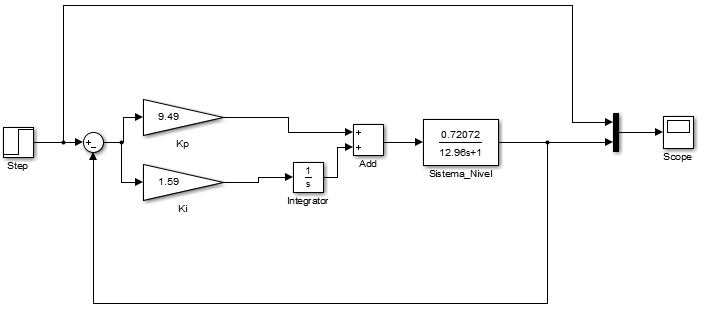 Step
+
−
9.49
Kp
1.59
Ki
1
s
Integrator
+
+
Add
0.72072
12.96s+1
Sistema_Nivel
Scope